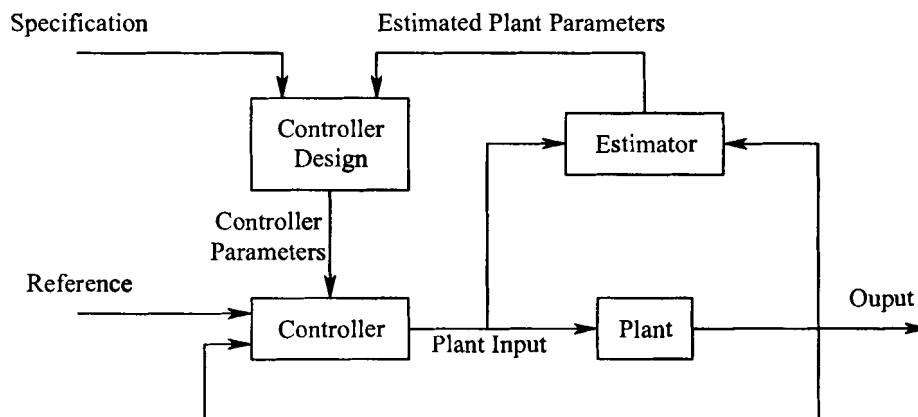 Specification
Estimated Plant Parameters
Controller
Design
Estimator
Controller
Parameters
Reference
Ouput
Controller
Plant Input
Plant